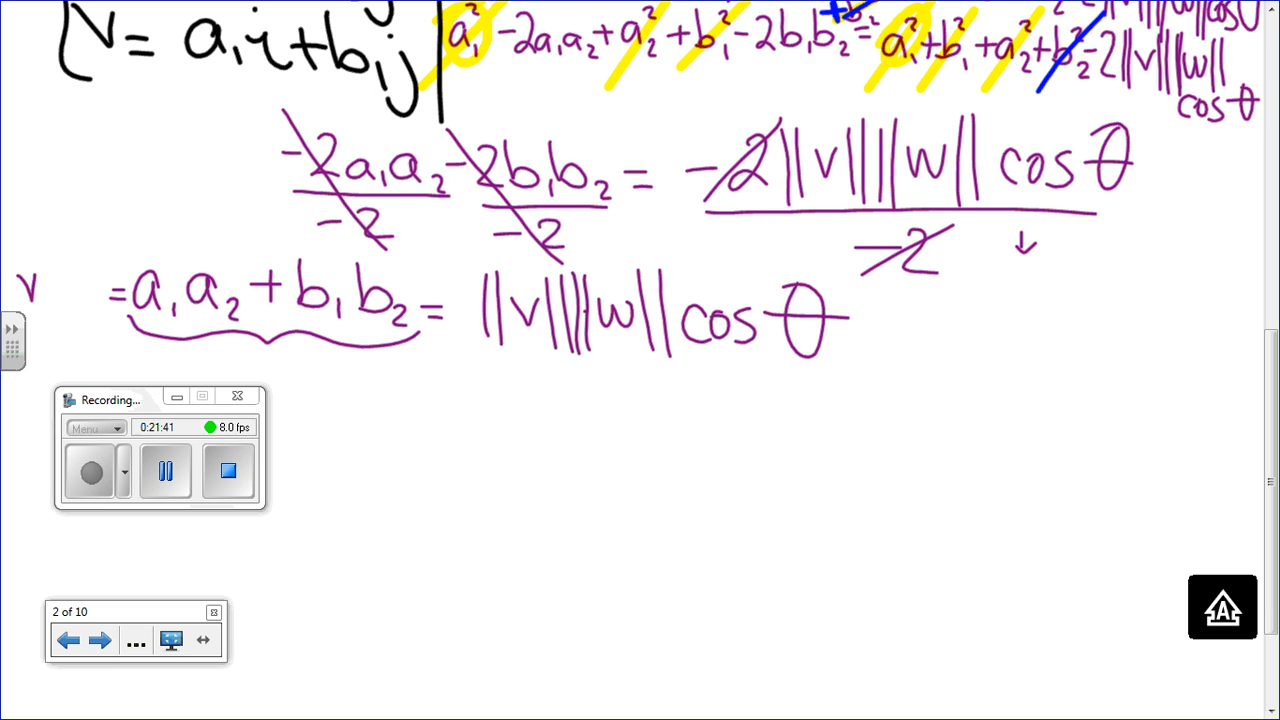 v = a₁i + b₁j
a₁² - 2a₁a₂ + a₂² + b₁² - 2b₁b₂ + b₂² = a₁² + b₁² + a₂² + b₂² - 2||v||||w||
cos θ
-2a₁a₂ - 2b₁b₂ = -2||v||||w|| cos θ
-2 -2 -2 ↓
v = a₁a₂ + b₁b₂ = ||v||||w|| cos θ
Recording...
Menu 0:21:41 8.0 fps
2 of 10
...
A